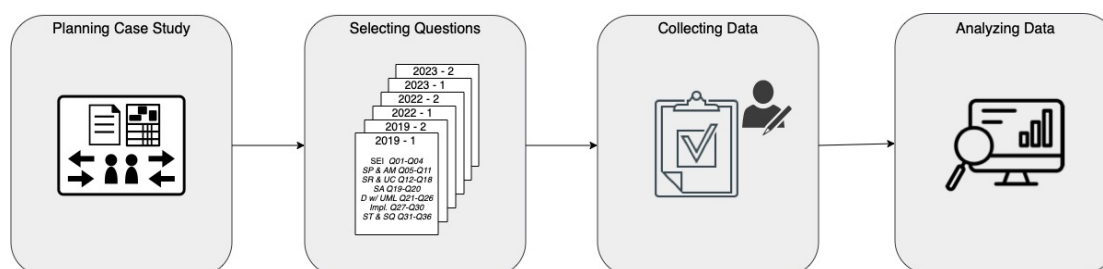 Planning Case Study
Selecting Questions
2023 - 2
2023 - 1
2022 - 2
2022 - 1
2019 - 2
2019 - 1
SEI Q01-Q04
SP & AM Q05-Q11
SR & UC Q12-Q18
SA Q19-Q20
D w/ UML Q21-Q26
Impl. Q27-Q30
ST & SQ Q31-Q36
Collecting Data
Analyzing Data